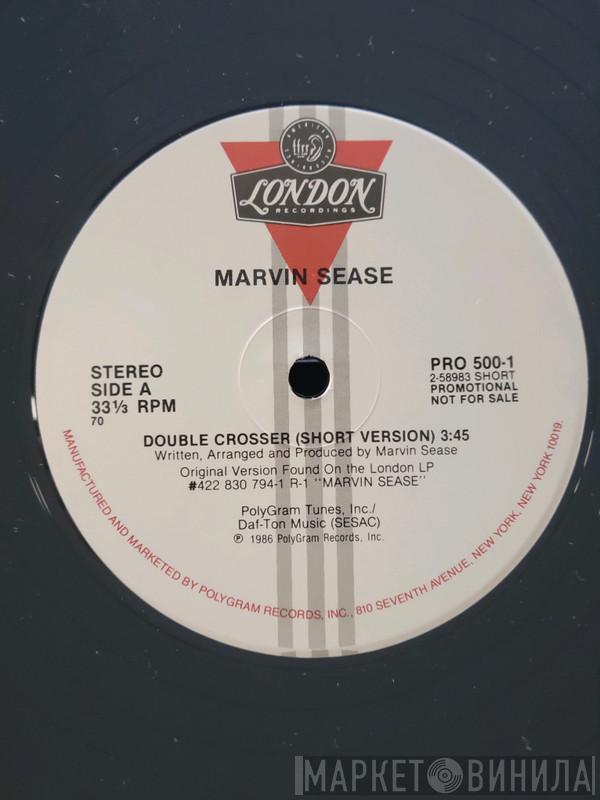 AMERICAN
ffrr
RECORDINGS
LONDON
RECORDINGS
MARVIN SEASE
STEREO
SIDE A
33⅓ RPM
70
PRO 500-1
2-58983 SHORT
PROMOTIONAL
NOT FOR SALE
DOUBLE CROSSER (SHORT VERSION) 3:45
Written, Arranged and Produced by Marvin Sease
Original Version Found On the London LP
#422 830 794-1 R-1 "MARVIN SEASE"
PolyGram Tunes, Inc./
Daf-Ton Music (SESAC)
℗ 1986 PolyGram Records, Inc.
MANUFACTURED AND MARKETED BY POLYGRAM RECORDS, INC., 810 SEVENTH AVENUE, NEW YORK, NEW YORK 10019.
МАРКЕТ ВИНИЛА